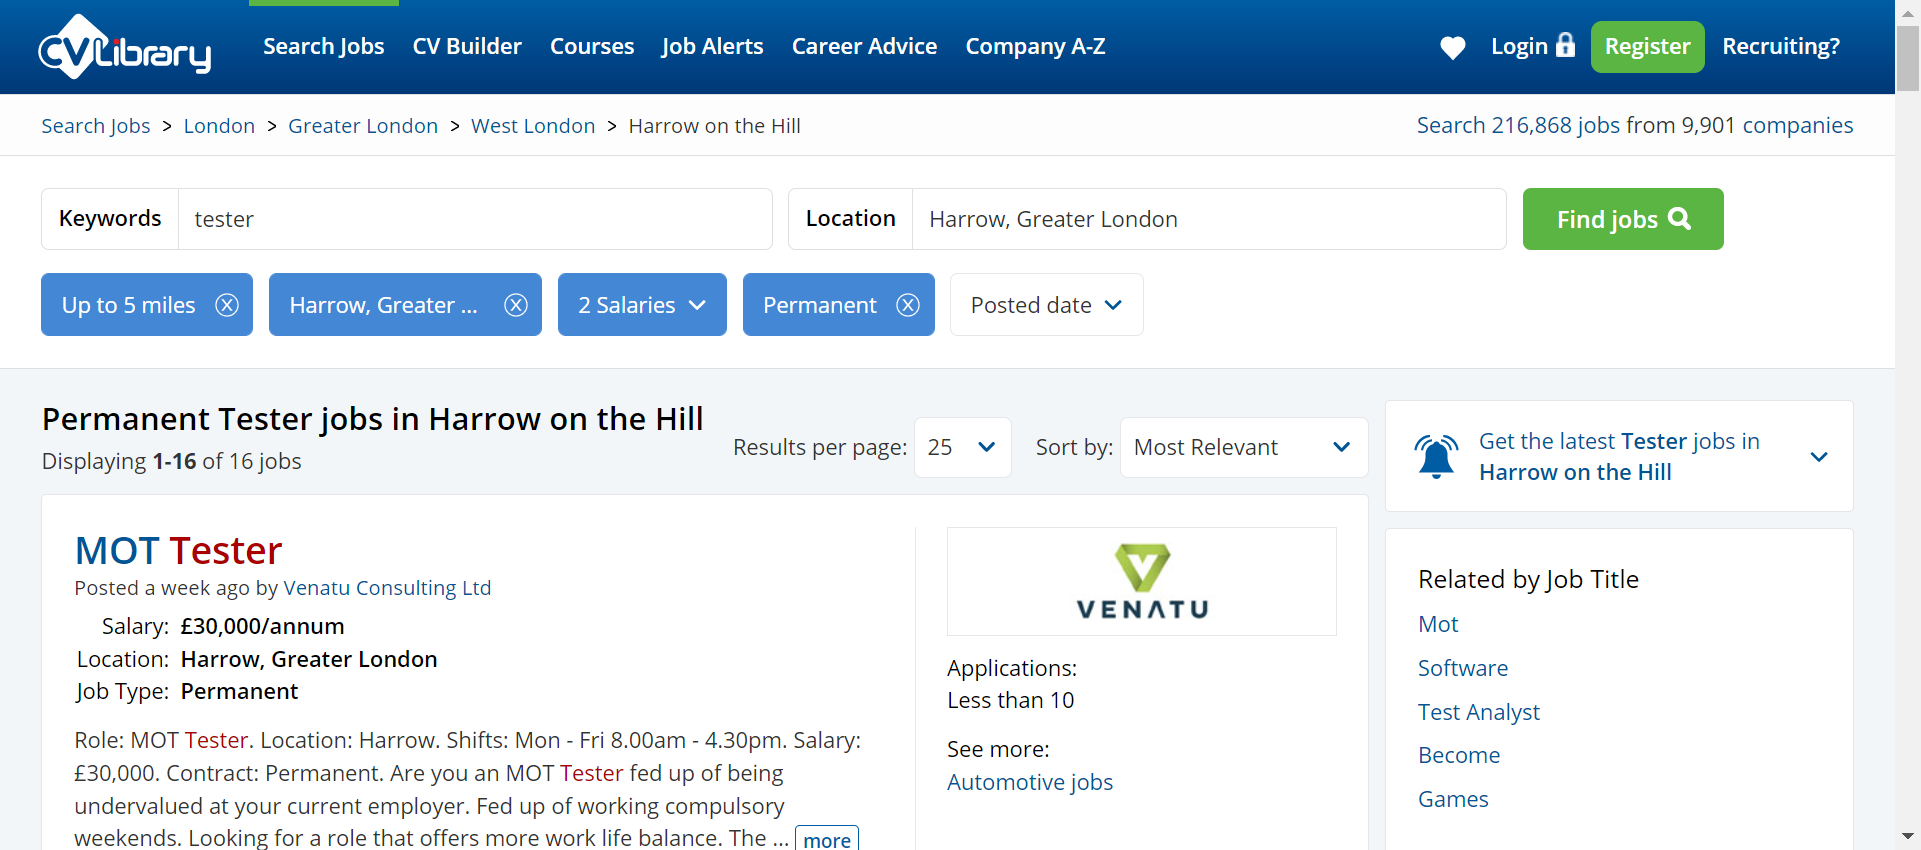 CVLibrary
Search Jobs CV Builder Courses Job Alerts Career Advice Company A-Z Login Register Recruiting?
Search Jobs > London > Greater London > West London > Harrow on the Hill
Search 216,868 jobs from 9,901 companies
Keywords tester Location Harrow, Greater London Find jobs
Up to 5 miles Harrow, Greater ... 2 Salaries Permanent Posted date
Permanent Tester jobs in Harrow on the Hill
Displaying 1-16 of 16 jobs
Results per page: 25 Sort by: Most Relevant
MOT Tester
Posted a week ago by Venatu Consulting Ltd
Salary: £30,000/annum
Location: Harrow, Greater London
Job Type: Permanent
Role: MOT Tester. Location: Harrow. Shifts: Mon - Fri 8.00am - 4.30pm. Salary:
£30,000. Contract: Permanent. Are you an MOT Tester fed up of being
undervalued at your current employer. Fed up of working compulsory
weekends. Looking for a role that offers more work life balance. The ... more
VENATU
Applications:
Less than 10
See more:
Automotive jobs
Get the latest Tester jobs in
Harrow on the Hill
Related by Job Title
Mot
Software
Test Analyst
Become
Games